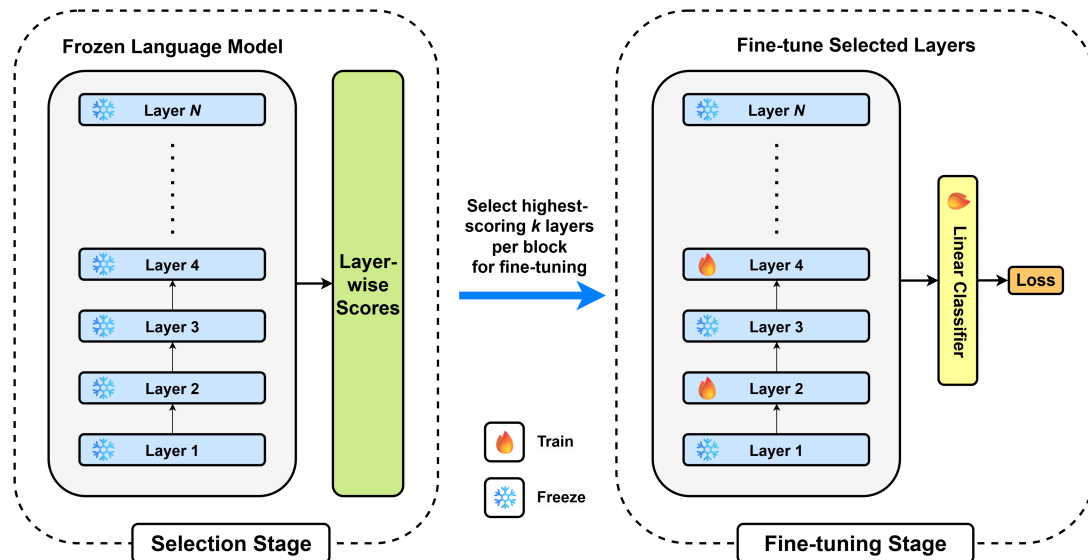 Frozen Language Model
Layer N
Layer 4
Layer 3
Layer 2
Layer 1
Layer-
wise
Scores
Selection Stage
Select highest-
scoring k layers
per block
for fine-tuning
Train
Freeze
Fine-tune Selected Layers
Layer N
Layer 4
Layer 3
Layer 2
Layer 1
Linear Classifier
Loss
Fine-tuning Stage